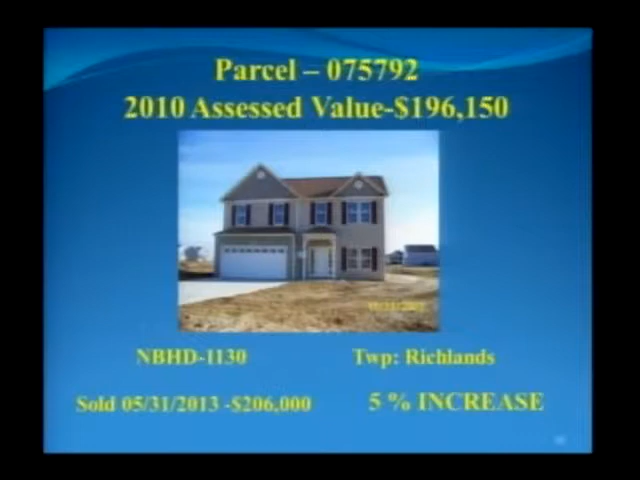 Parcel – 075792
2010 Assessed Value-$196,150
NBHD-1130
Twp: Richlands
Sold 05/31/2013 -$206,000
5 % INCREASE